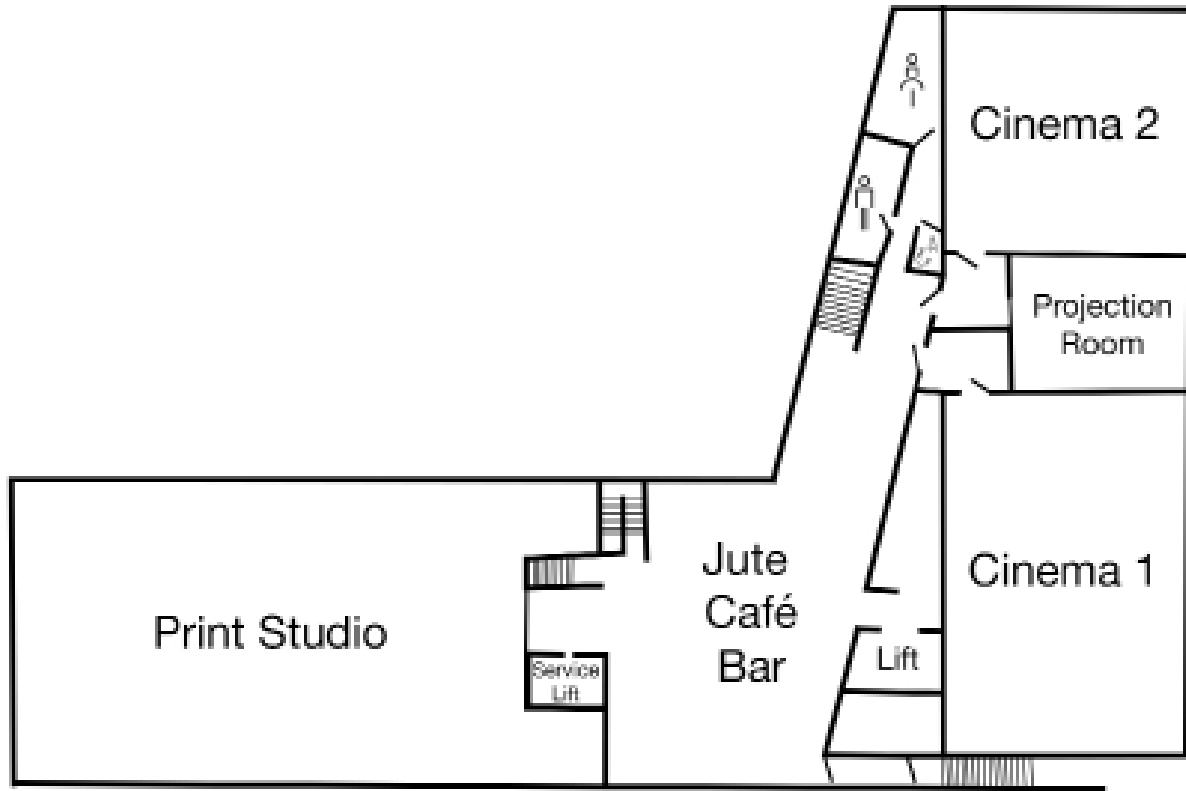 Cinema 2
Projection
Room
Jute
Café
Bar
Cinema 1
Print Studio
Service
Lift
Lift